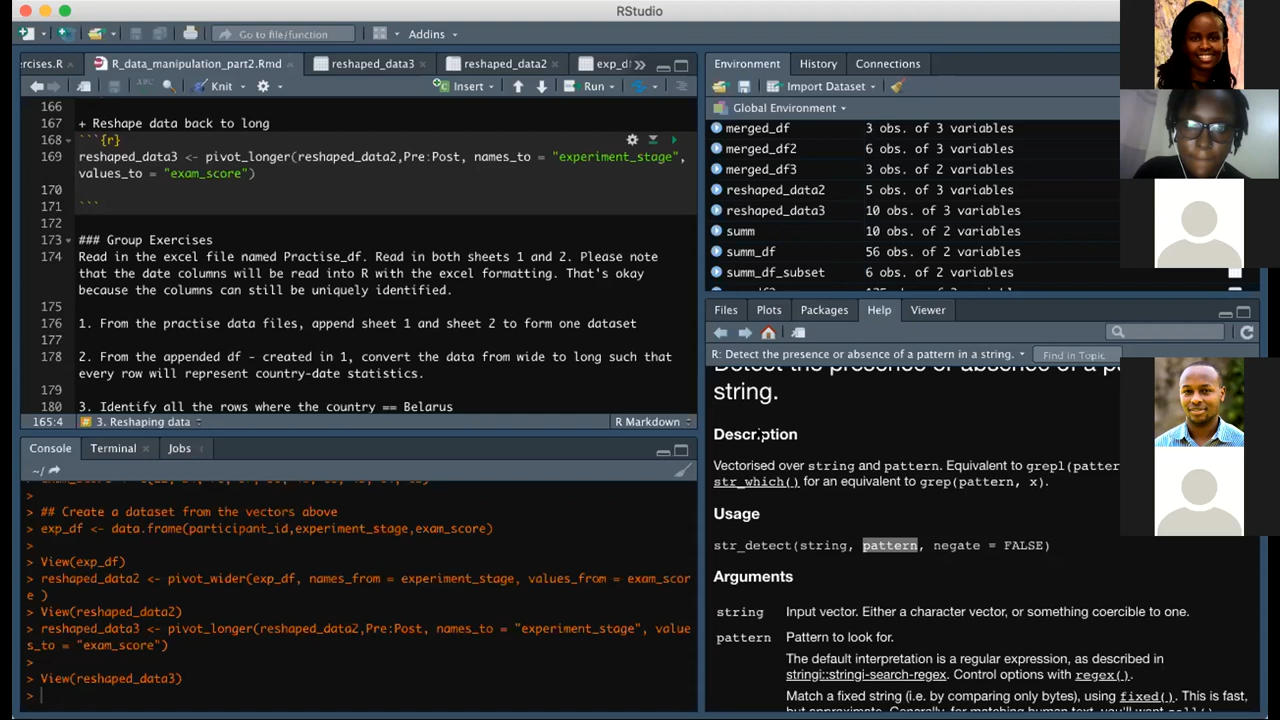 RStudio
Go to file/function
Addins
ercises.R
R_data_manipulation_part2.Rmd
reshaped_data3
reshaped_data2
exp_df
Knit
Insert
Run
166
167 + Reshape data back to long
168 ```{r}
169 reshaped_data3 <- pivot_longer(reshaped_data2,Pre:Post, names_to = "experiment_stage",
values_to = "exam_score")
170
171 ```
172
173 ### Group Exercises
174 Read in the excel file named Practise_df. Read in both sheets 1 and 2. Please note
that the date columns will be read into R with the excel formatting. That's okay
because the columns can still be uniquely identified.
175
176 1. From the practise data files, append sheet 1 and sheet 2 to form one dataset
177
178 2. From the appended df - created in 1, convert the data from wide to long such that
every row will represent country-date statistics.
179
180 3. Identify all the rows where the country == Belarus
165:4 # 3. Reshaping data R Markdown
Console Terminal Jobs
~/
>
> ## Create a dataset from the vectors above
> exp_df <- data.frame(participant_id,experiment_stage,exam_score)
>
> View(exp_df)
> reshaped_data2 <- pivot_wider(exp_df, names_from = experiment_stage, values_from = exam_scor
e )
> View(reshaped_data2)
> reshaped_data3 <- pivot_longer(reshaped_data2,Pre:Post, names_to = "experiment_stage", value
s_to = "exam_score")
>
> View(reshaped_data3)
>
Environment History Connections
Import Dataset
Global Environment
merged_df 3 obs. of 3 variables
merged_df2 6 obs. of 3 variables
merged_df3 3 obs. of 2 variables
reshaped_data2 5 obs. of 3 variables
reshaped_data3 10 obs. of 3 variables
summ 10 obs. of 2 variables
summ_df 56 obs. of 2 variables
summ_df_subset 6 obs. of 2 variables
Files Plots Packages Help Viewer
R: Detect the presence or absence of a pattern in a string. Find in Topic
Detect the presence or absence of a p
string.
Description
Vectorised over string and pattern. Equivalent to grepl(patter
str_which() for an equivalent to grep(pattern, x).
Usage
str_detect(string, pattern, negate = FALSE)
Arguments
string Input vector. Either a character vector, or something coercible to one.
pattern Pattern to look for.
The default interpretation is a regular expression, as described in
stringi::stringi-search-regex. Control options with regex().
Match a fixed string (i.e. by comparing only bytes), using fixed(). This is fast,